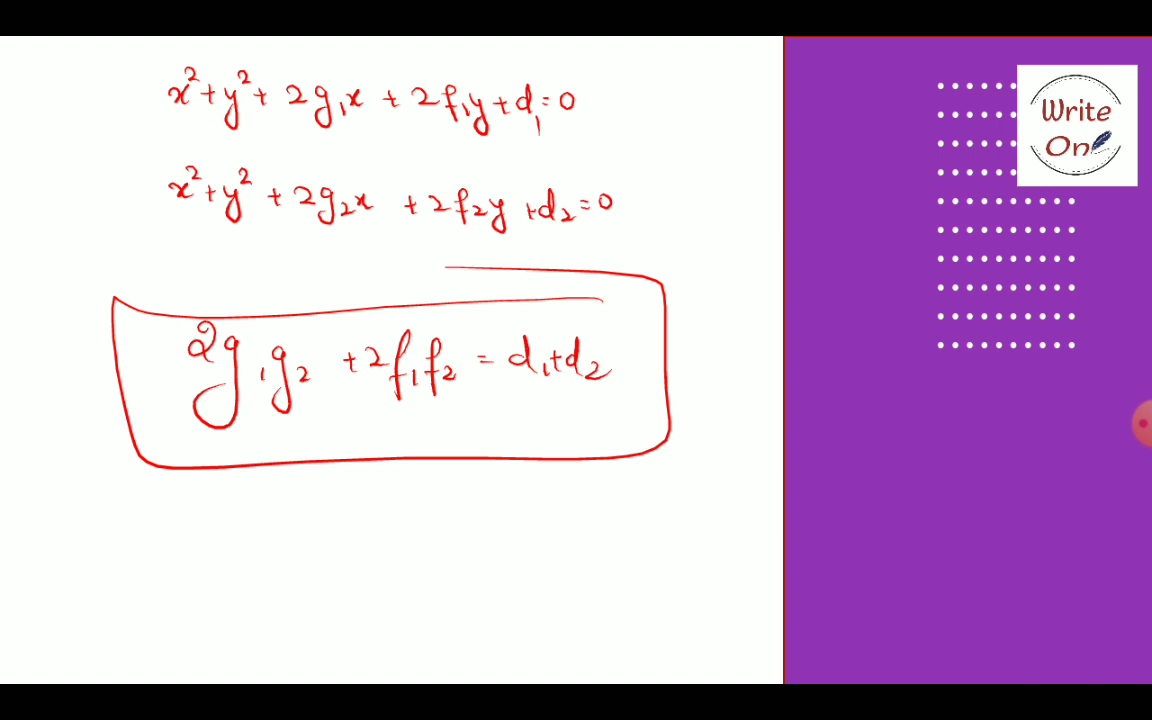 x²+y²+ 2g₁x + 2f₁y+d₁=0
x²+y² +2g₂x +2f₂y +d₂=0
2g₁g₂ +2f₁f₂ = d₁+d₂
Write
On